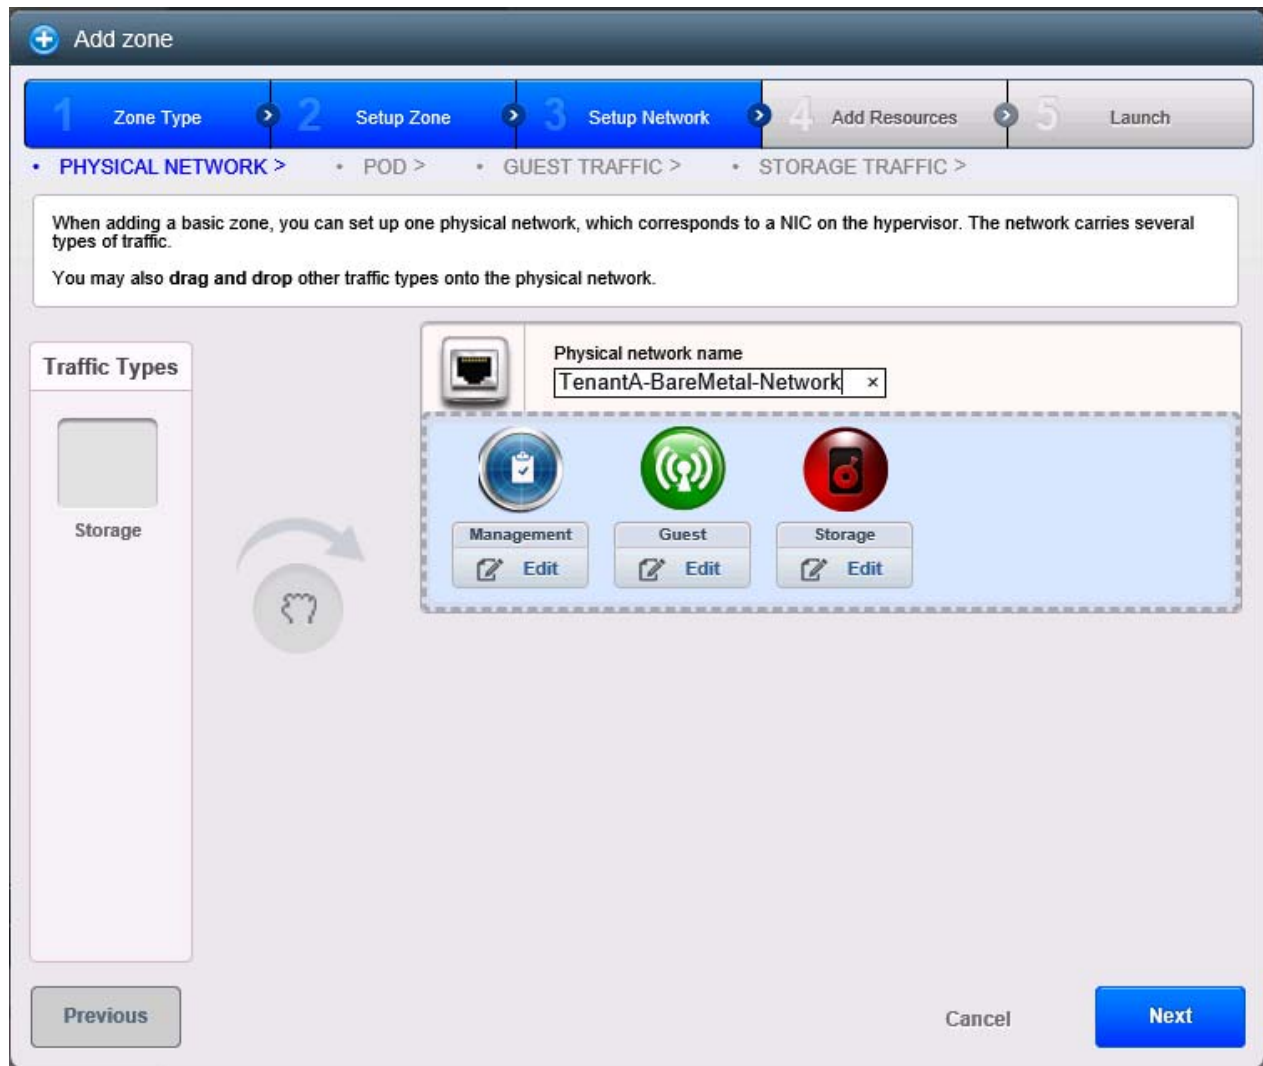 Add zone
1 Zone Type 2 Setup Zone 3 Setup Network 4 Add Resources 5 Launch
• PHYSICAL NETWORK > • POD > • GUEST TRAFFIC > • STORAGE TRAFFIC >
When adding a basic zone, you can set up one physical network, which corresponds to a NIC on the hypervisor. The network carries several
types of traffic.
You may also drag and drop other traffic types onto the physical network.
Traffic Types
Storage
Physical network name
TenantA-BareMetal-Network ×
Management Guest Storage
Edit Edit Edit
Previous Cancel Next